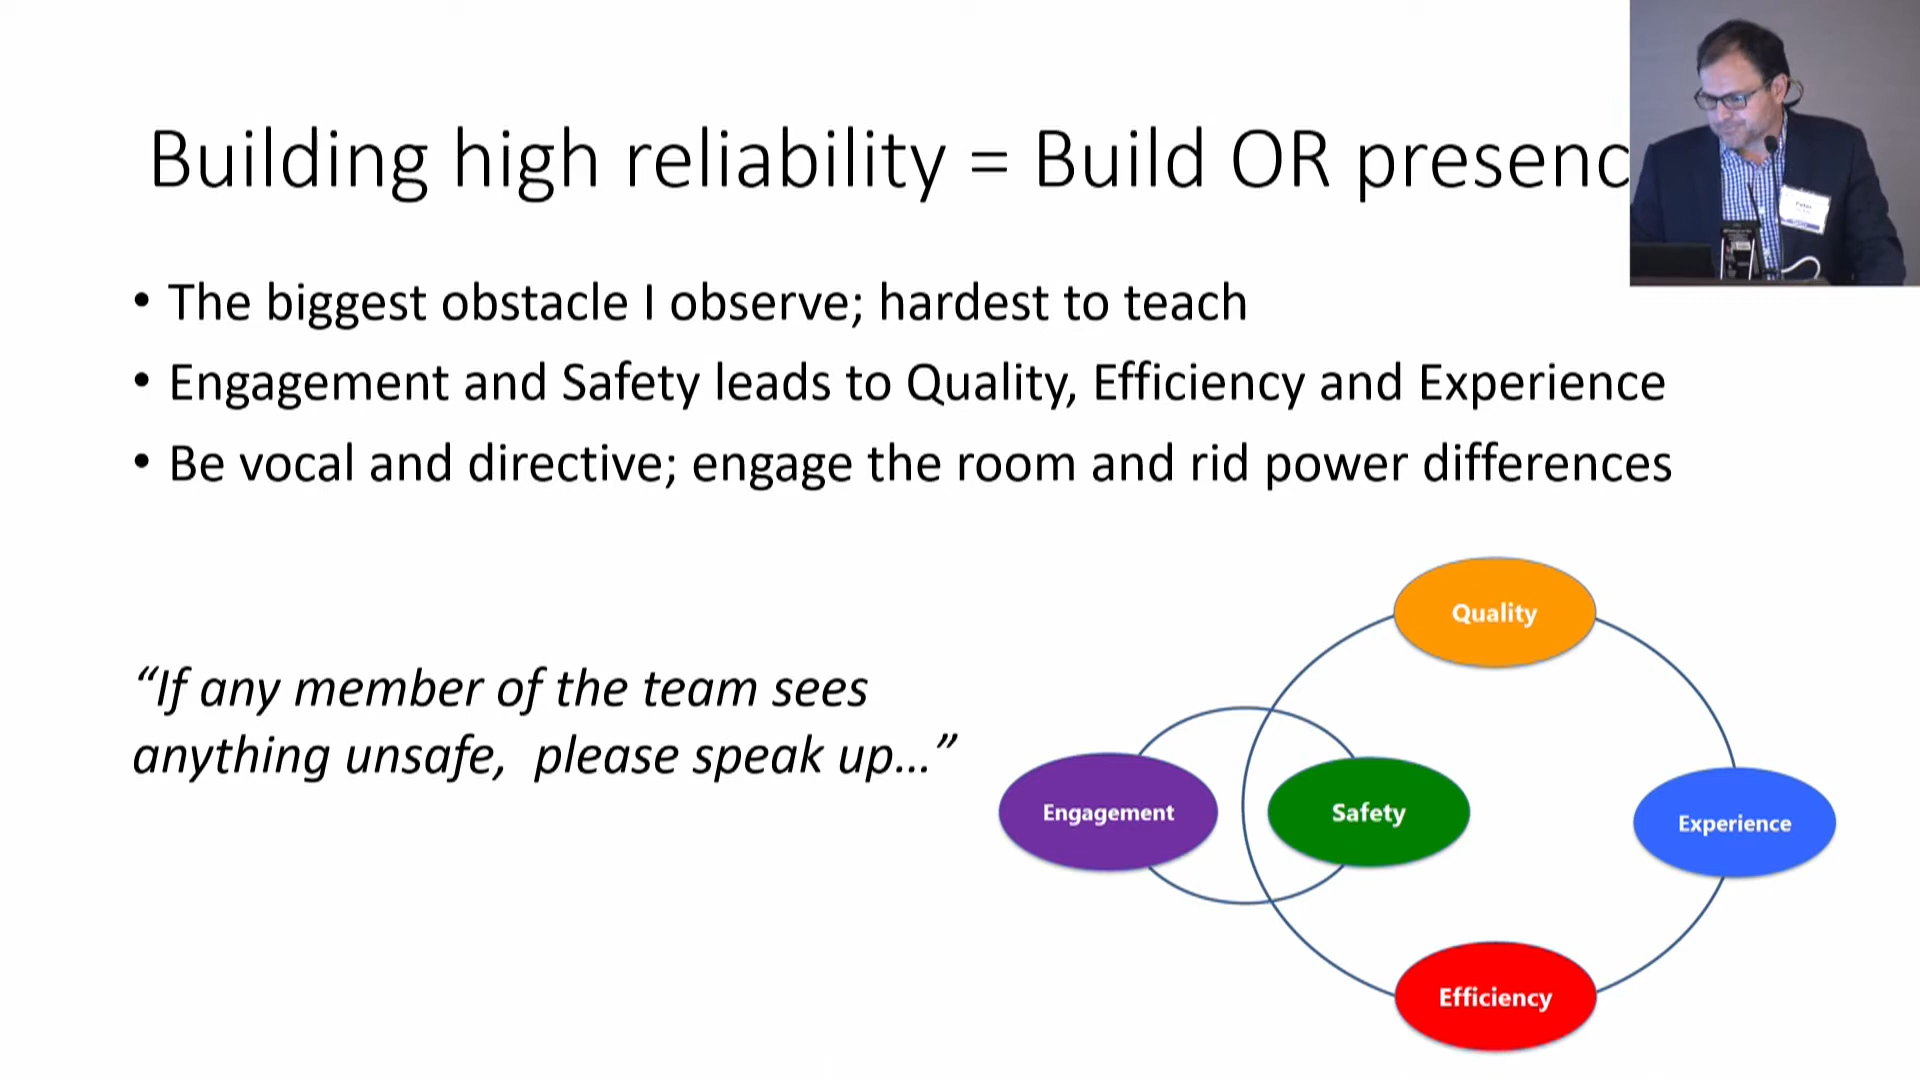 Building high reliability = Build OR presenc
• The biggest obstacle I observe; hardest to teach
• Engagement and Safety leads to Quality, Efficiency and Experience
• Be vocal and directive; engage the room and rid power differences
“If any member of the team sees
anything unsafe,  please speak up…”
Quality
Engagement
Safety
Experience
Efficiency